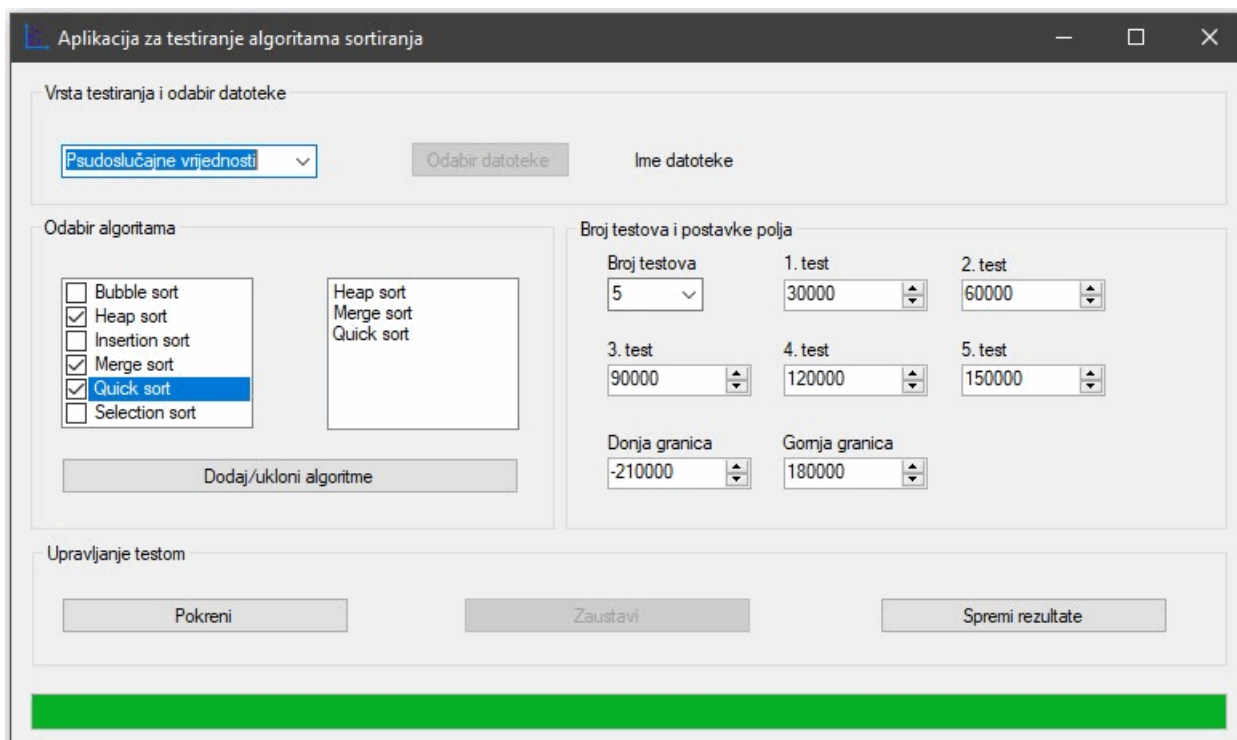 Aplikacija za testiranje algoritama sortiranja
Vrsta testiranja i odabir datoteke
Psudoslučajne vrijednosti
Odabir datoteke
Ime datoteke
Odabir algoritama
Bubble sort
Heap sort
Insertion sort
Merge sort
Quick sort
Selection sort
Heap sort
Merge sort
Quick sort
Dodaj/ukloni algoritme
Broj testova i postavke polja
Broj testova
5
1. test
30000
2. test
60000
3. test
90000
4. test
120000
5. test
150000
Donja granica
-210000
Gornja granica
180000
Upravljanje testom
Pokreni
Zaustavi
Spremi rezultate